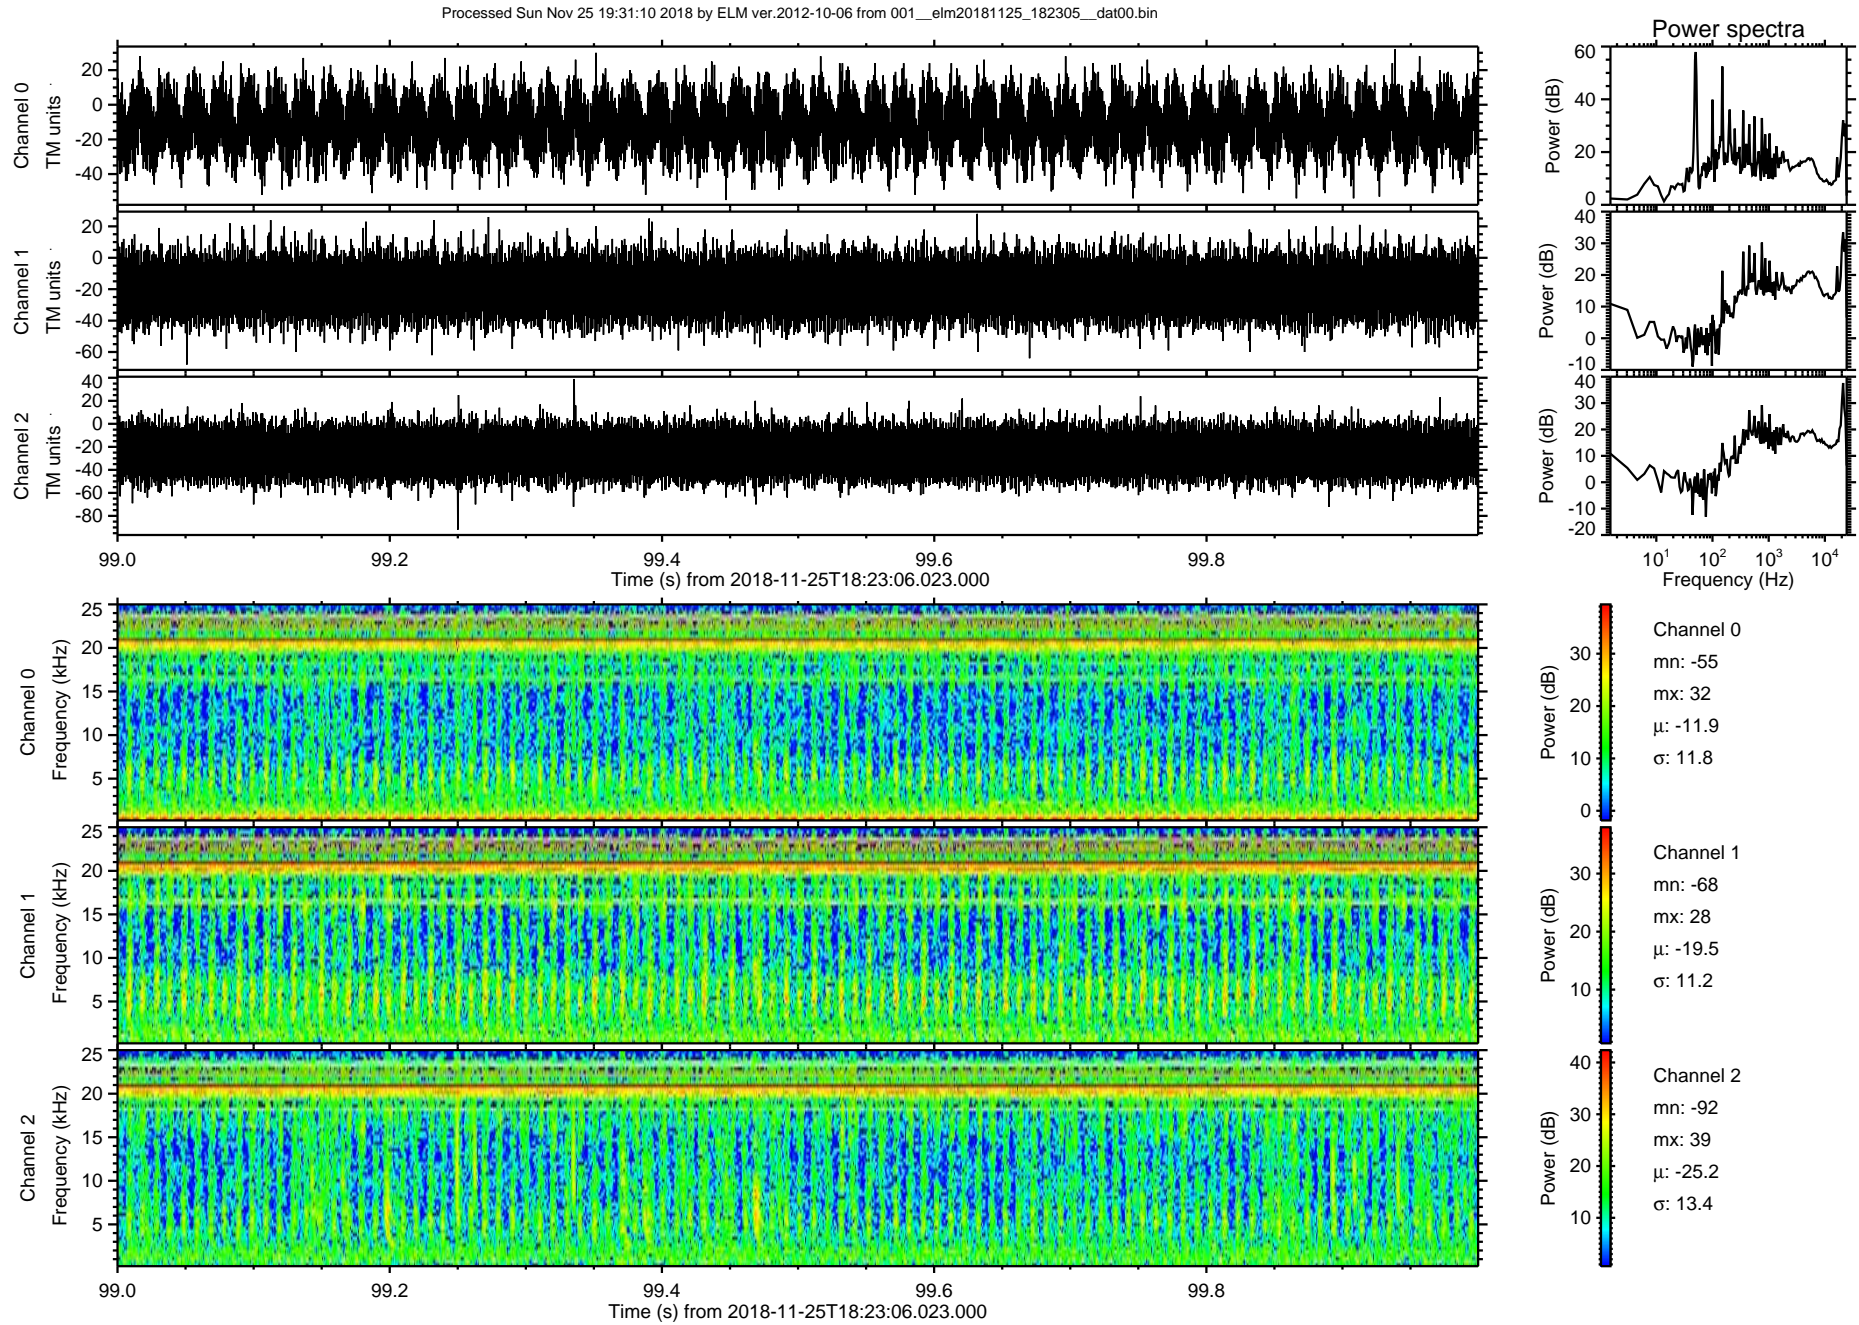 Processed Sun Nov 25 19:31:10 2018 by ELM ver.2012-10-06 from 001__elm20181125_182305__dat00.bin
Power spectra
Channel 0
TM units
20
0
-20
-40
Power (dB)
60
40
20
0
Channel 1
TM units
20
0
-20
-40
-60
Power (dB)
40
30
20
10
0
-10
Channel 2
TM units
40
20
0
-20
-40
-60
-80
Power (dB)
40
30
20
10
0
-10
-20
99.0 99.2 99.4 99.6 99.8
Time (s) from 2018-11-25T18:23:06.023.000
10¹ 10² 10³ 10⁴
Frequency (Hz)
Channel 0
Frequency (kHz)
25
20
15
10
5
Power (dB)
30
20
10
0
Channel 0
mn: -55
mx: 32
μ: -11.9
σ: 11.8
Channel 1
Frequency (kHz)
25
20
15
10
5
Power (dB)
30
20
10
Channel 1
mn: -68
mx: 28
μ: -19.5
σ: 11.2
Channel 2
Frequency (kHz)
25
20
15
10
5
Power (dB)
40
30
20
10
Channel 2
mn: -92
mx: 39
μ: -25.2
σ: 13.4
99.0 99.2 99.4 99.6 99.8
Time (s) from 2018-11-25T18:23:06.023.000